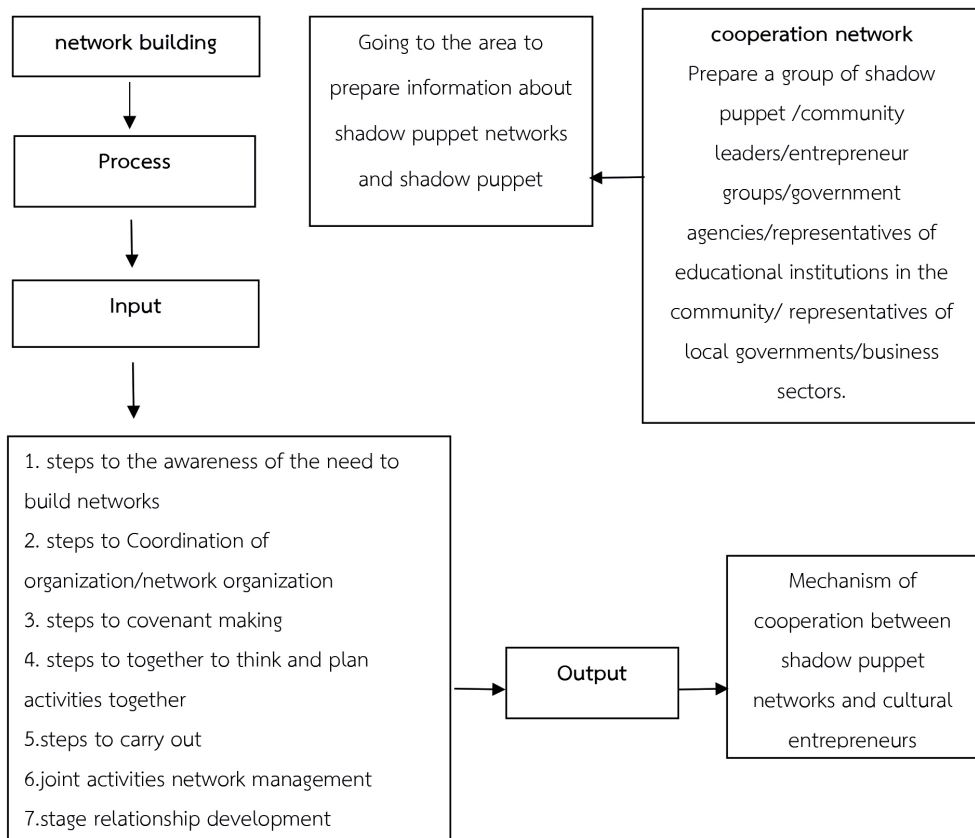 network building
Process
Input
Going to the area to
prepare information about
shadow puppet networks
and shadow puppet
cooperation network
Prepare a group of shadow
puppet /community
leaders/entrepreneur
groups/government
agencies/representatives of
educational institutions in the
community/ representatives of
local governments/business
sectors.
1. steps to the awareness of the need to
build networks
2. steps to Coordination of
organization/network organization
3. steps to covenant making
4. steps to together to think and plan
activities together
5.steps to carry out
6.joint activities network management
7.stage relationship development
Output
Mechanism of
cooperation between
shadow puppet
networks and cultural
entrepreneurs